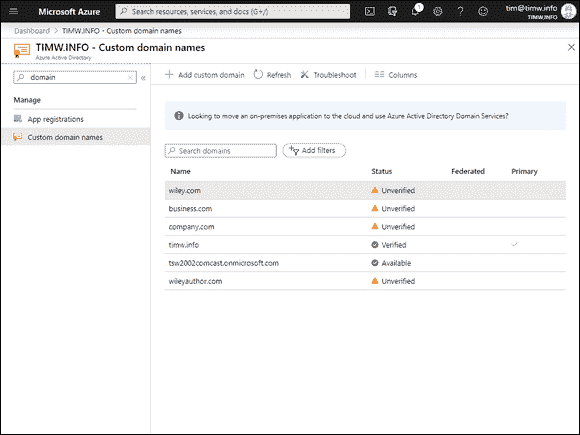 Microsoft Azure
Search resources, services, and docs (G+/)
1
tim@timw.info
TIMW.INFO
Dashboard > TIMW.INFO - Custom domain names
TIMW.INFO - Custom domain names
Azure Active Directory
domain
Manage
App registrations
Custom domain names
+ Add custom domain Refresh Troubleshoot Columns
Looking to move an on-premises application to the cloud and use Azure Active Directory Domain Services?
Search domains
Add filters
Name Status Federated Primary
wiley.com Unverified
business.com Unverified
company.com Unverified
timw.info Verified
tsw2002comcast.onmicrosoft.com Available
wileyauthor.com Unverified